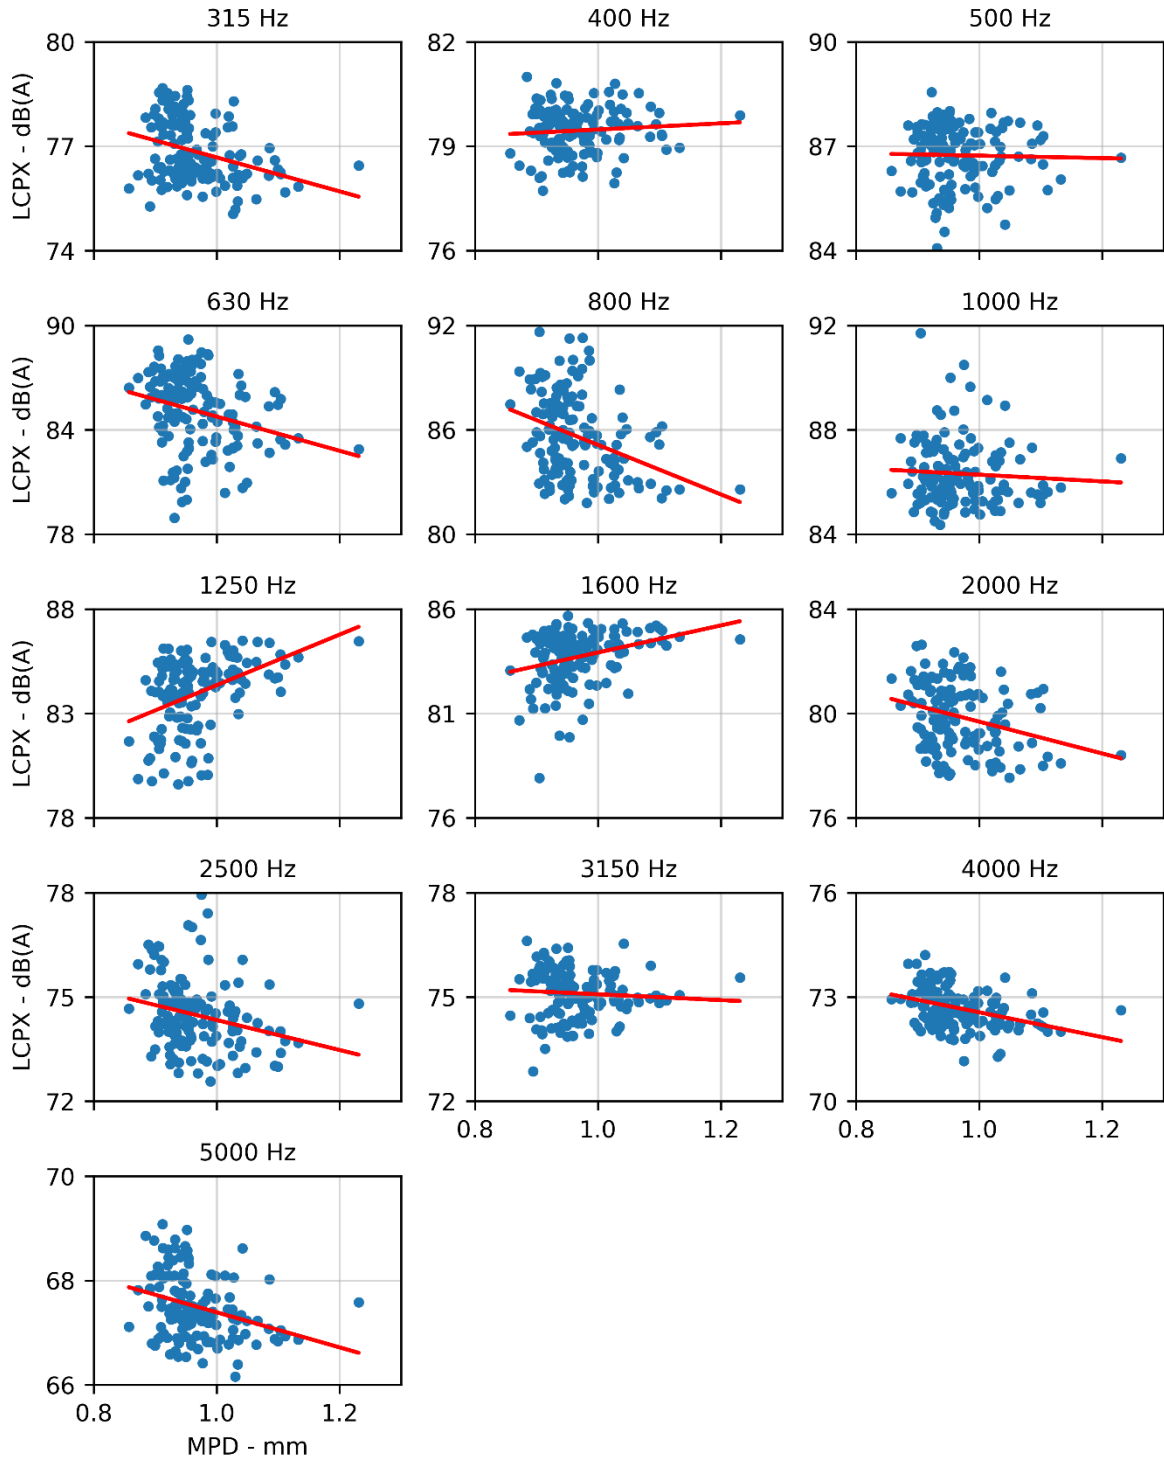 315 Hz 400 Hz 500 Hz
80 82 90
LCPX - dB(A)
77 79 87
74 76 84
630 Hz 800 Hz 1000 Hz
90 92 92
LCPX - dB(A)
84 86 88
78 80 84
1250 Hz 1600 Hz 2000 Hz
88 86 84
LCPX - dB(A)
83 81 80
78 76 76
2500 Hz 3150 Hz 4000 Hz
78 78 76
LCPX - dB(A)
75 75 73
72 72 70
0.8 1.0 1.2 0.8 1.0 1.2
5000 Hz
70
LCPX - dB(A)
68
66
0.8 1.0 1.2
MPD - mm